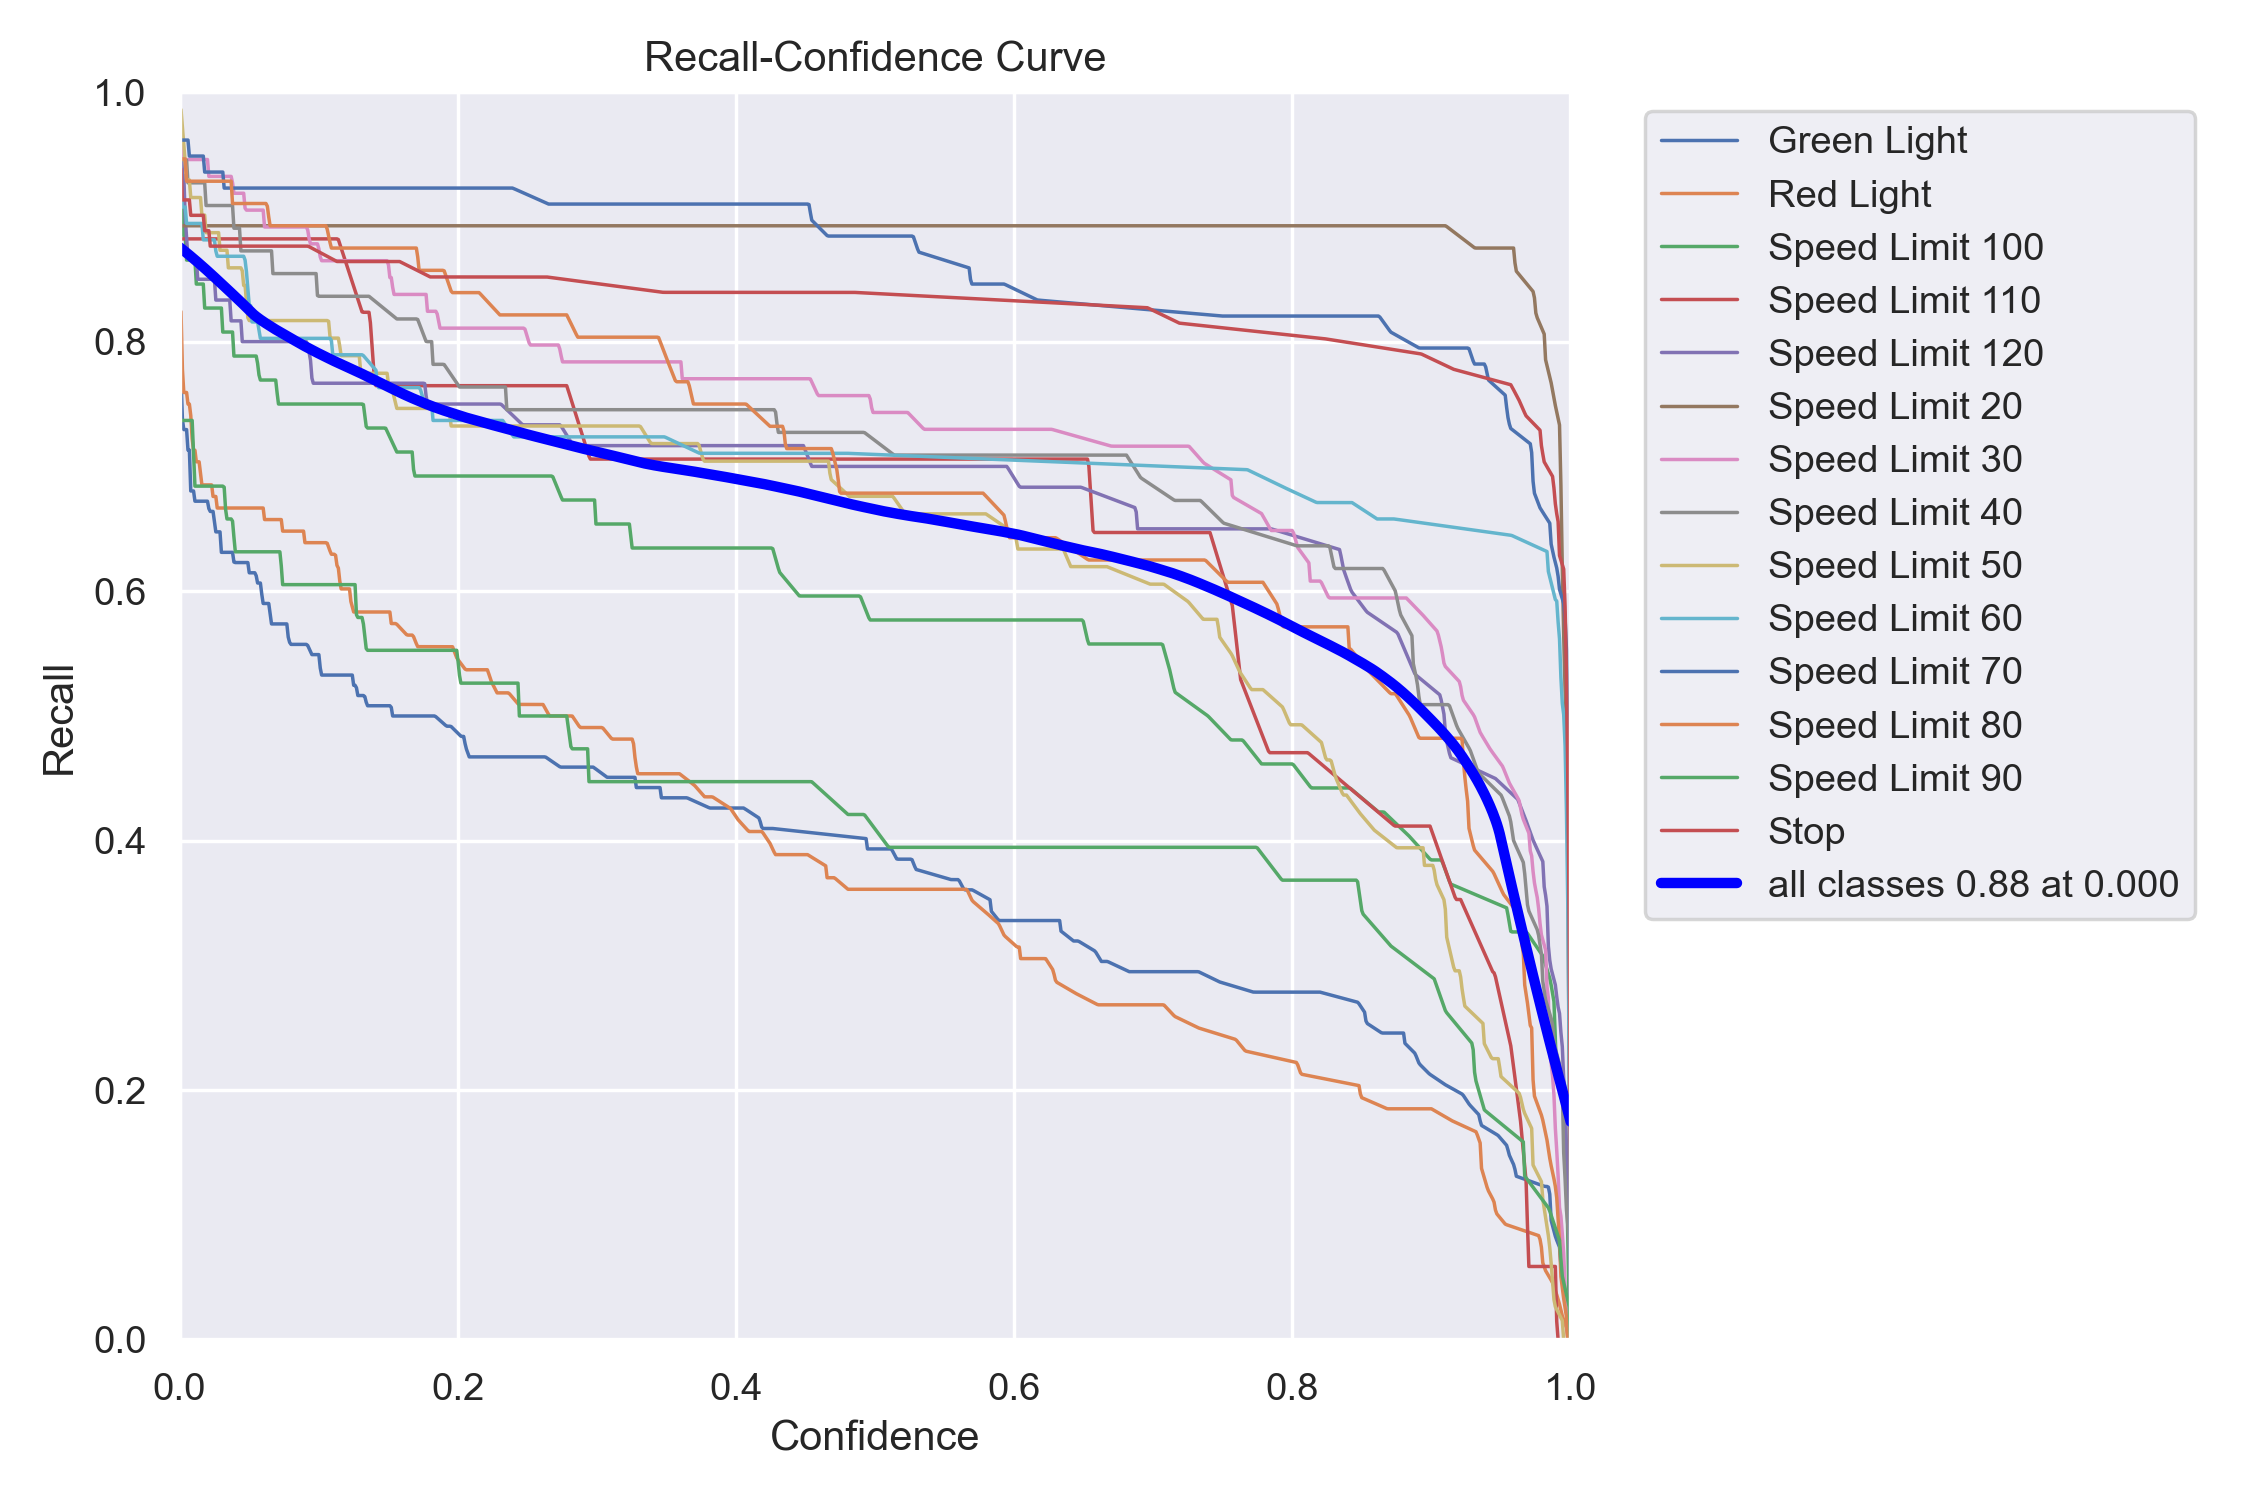 Recall-Confidence Curve
1.0
0.8
0.6
0.4
0.2
0.0
Recall
0.0 0.2 0.4 0.6 0.8 1.0
Confidence
Green Light
Red Light
Speed Limit 100
Speed Limit 110
Speed Limit 120
Speed Limit 20
Speed Limit 30
Speed Limit 40
Speed Limit 50
Speed Limit 60
Speed Limit 70
Speed Limit 80
Speed Limit 90
Stop
all classes 0.88 at 0.000